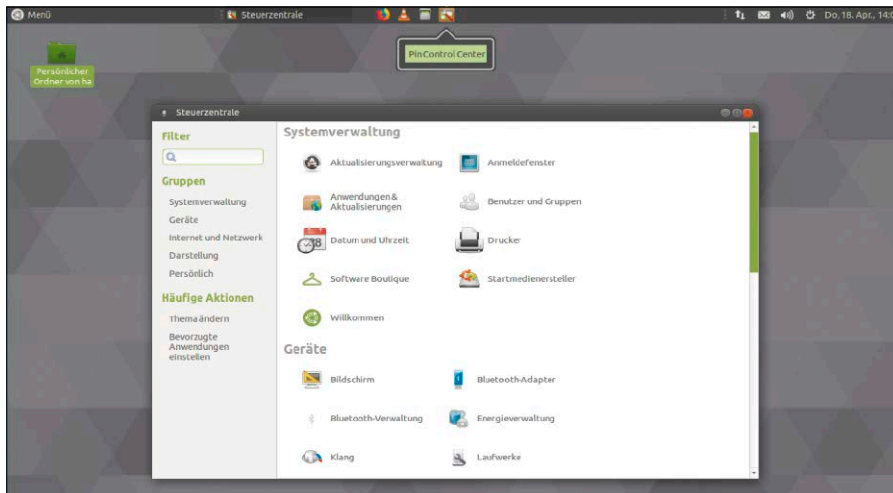 Menü
Steuerzentrale
Do, 18. Apr., 14:0
Persönlicher
Ordner von ha
Pin Control Center
Steuerzentrale
Filter
Gruppen
Systemverwaltung
Geräte
Internet und Netzwerk
Darstellung
Persönlich
Häufige Aktionen
Thema ändern
Bevorzugte
Anwendungen
einstellen
Systemverwaltung
Aktualisierungsverwaltung
Anmeldefenster
Anwendungen &
Aktualisierungen
Benutzer und Gruppen
Datum und Uhrzeit
Drucker
Software Boutique
Startmedienersteller
Willkommen
Geräte
Bildschirm
Bluetooth-Adapter
Bluetooth-Verwaltung
Energieverwaltung
Klang
Laufwerke